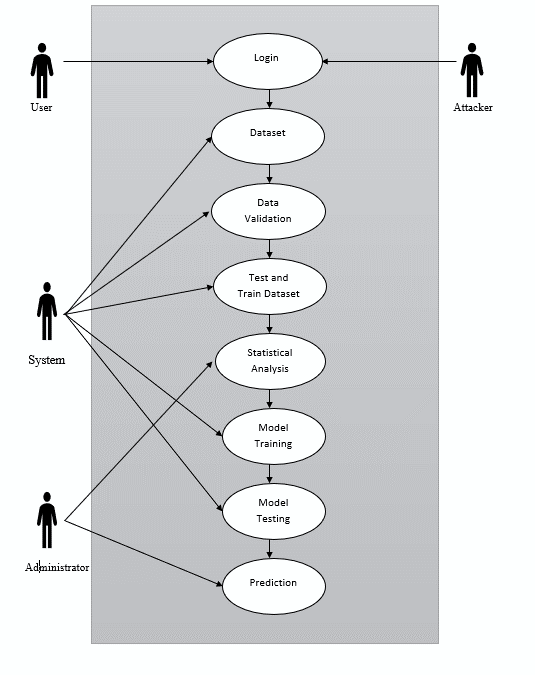 Login
User
Attacker
Dataset
Data
Validation
Test and
Train Dataset
System
Statistical
Analysis
Model
Training
Model
Testing
Administrator
Prediction